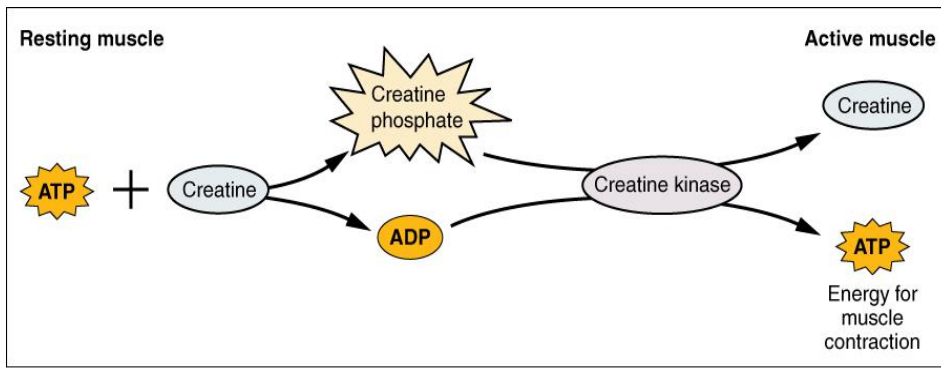 Resting muscle
Active muscle
Creatine
phosphate
Creatine
ATP
+
Creatine
Creatine kinase
ADP
ATP
Energy for
muscle
contraction